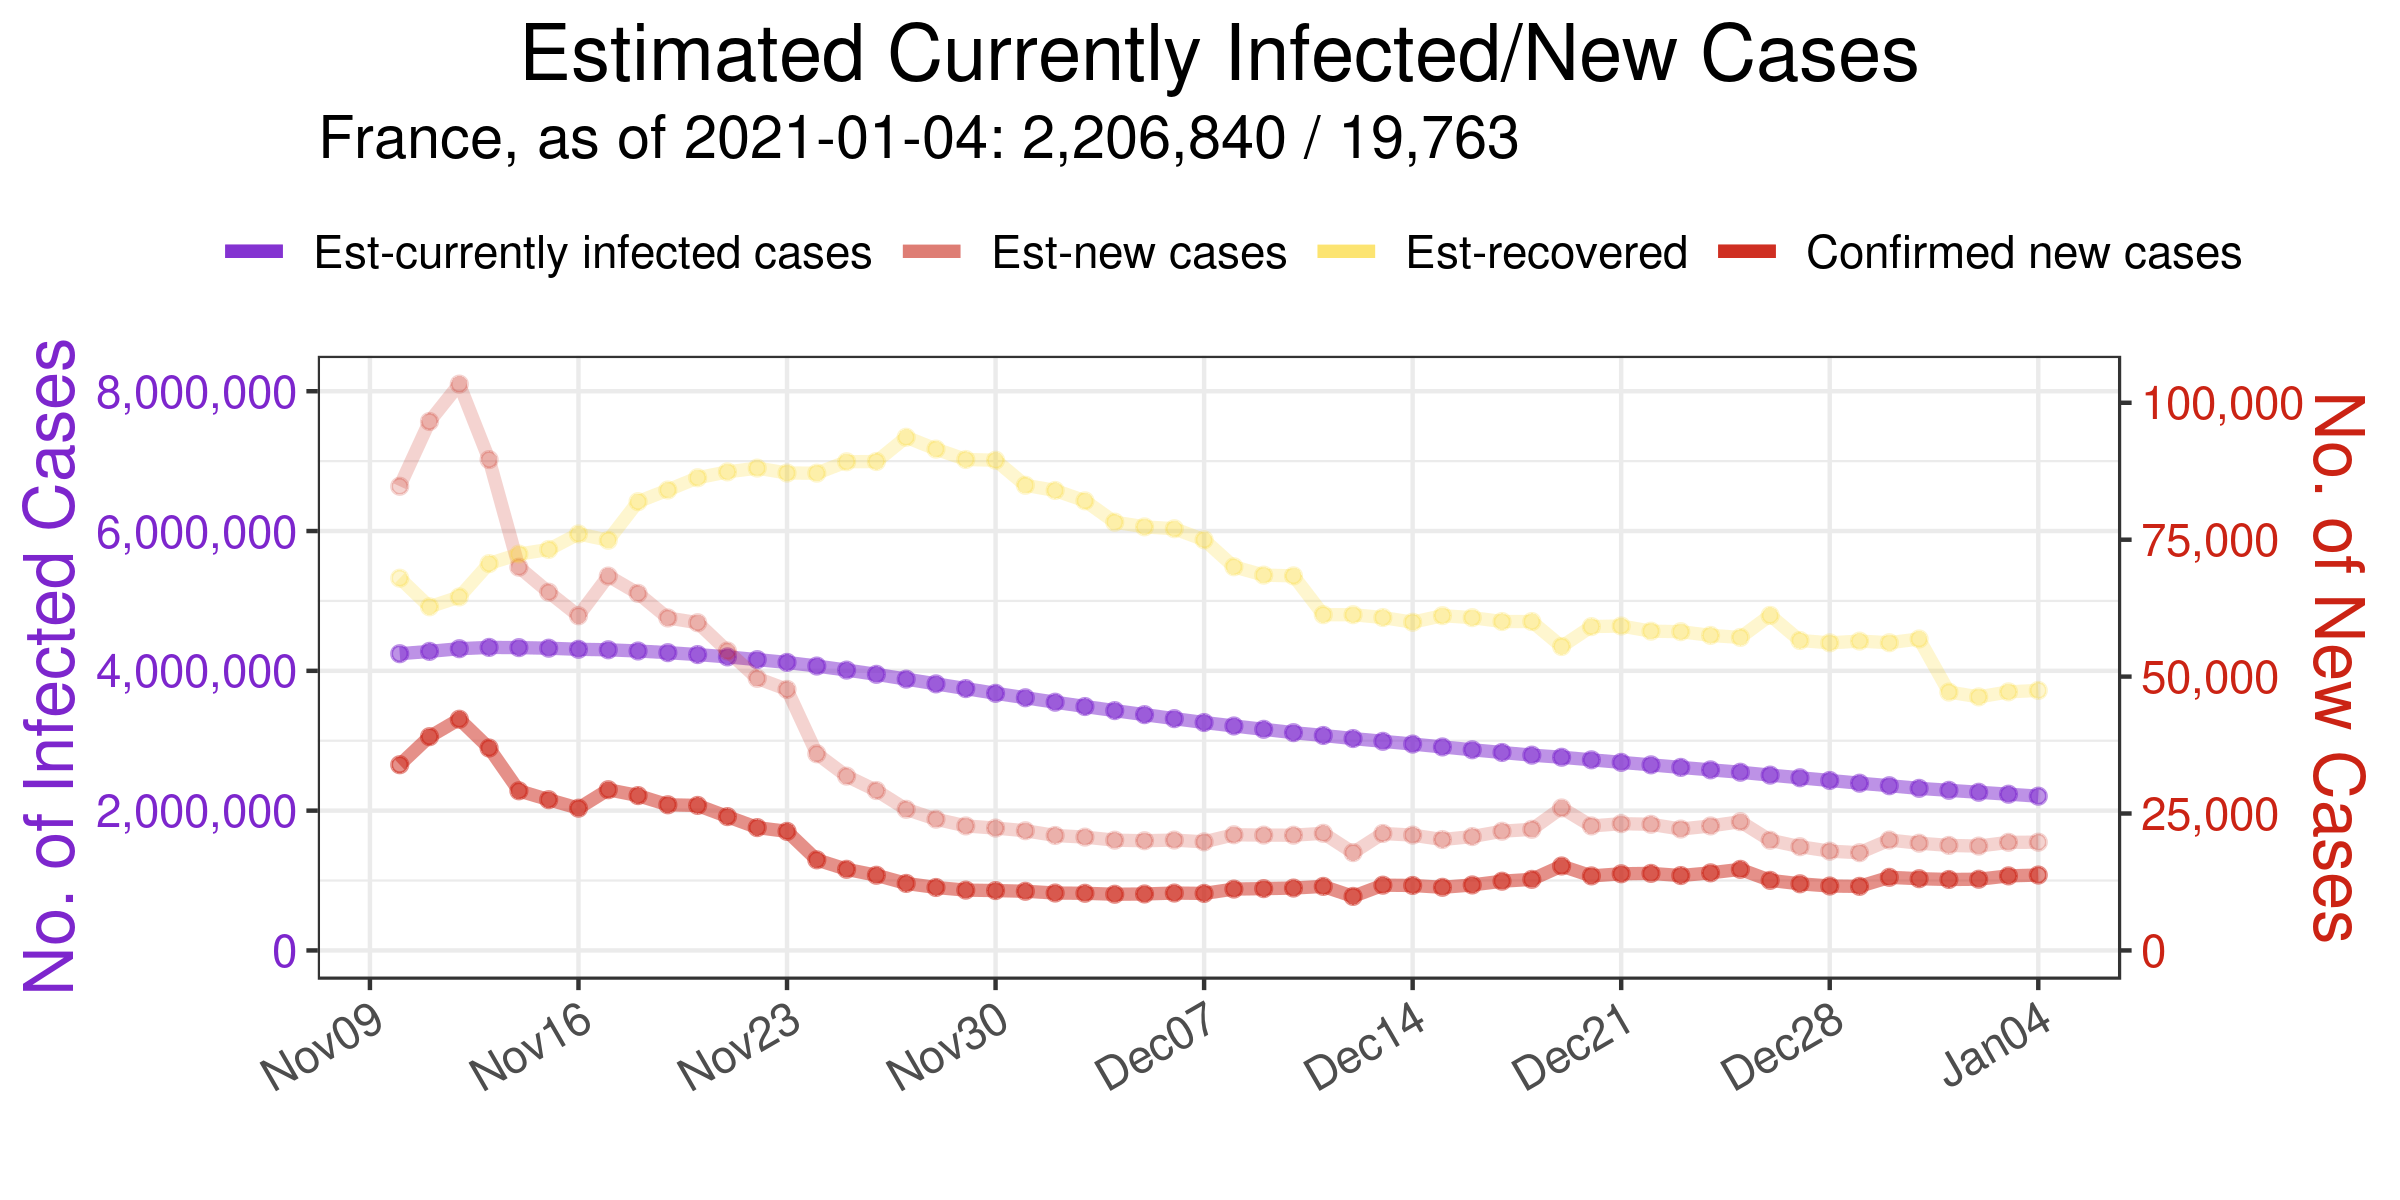 Estimated Currently Infected/New Cases
France, as of 2021-01-04: 2,206,840 / 19,763
Est-currently infected cases Est-new cases Est-recovered Confirmed new cases
No. of Infected Cases
8,000,000
6,000,000
4,000,000
2,000,000
0
100,000
75,000
50,000
25,000
0
No. of New Cases
Nov09 Nov16 Nov23 Nov30 Dec07 Dec14 Dec21 Dec28 Jan04